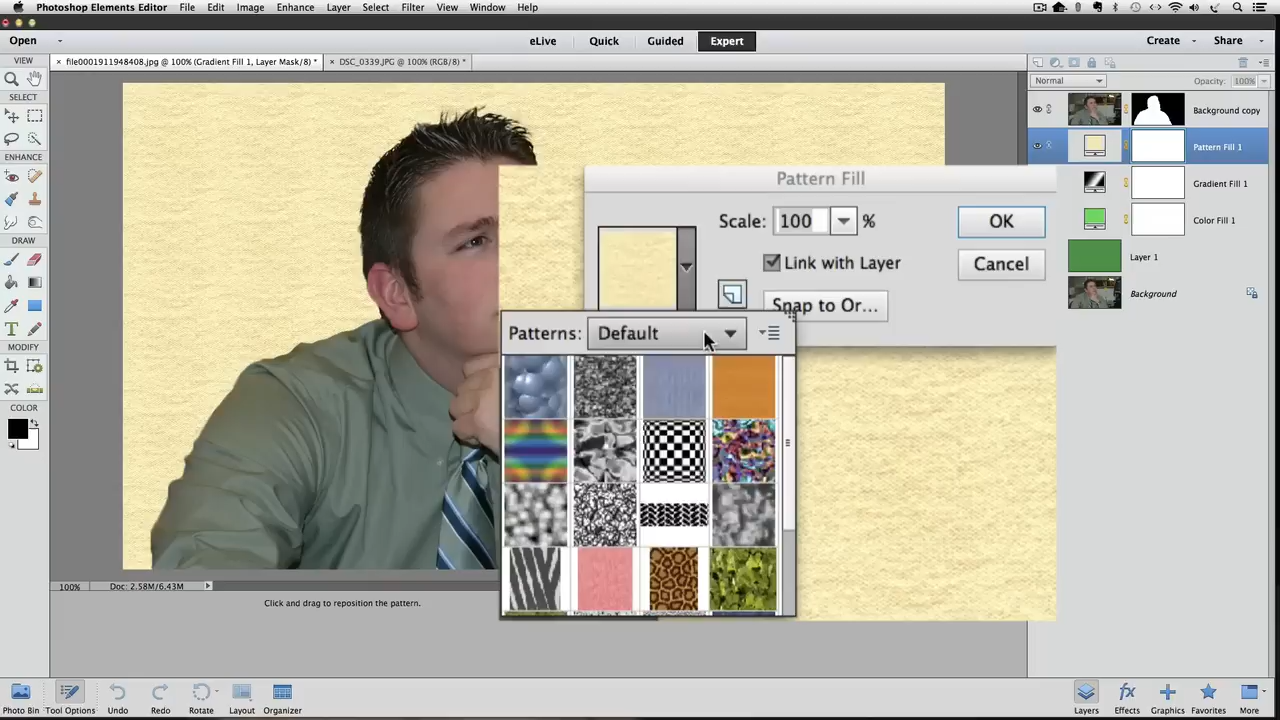 Photoshop Elements Editor File Edit Image Enhance Layer Select Filter View Window Help
Open eLive Quick Guided Expert Create Share
VIEW
× file0001911948408.jpg @ 100% (Gradient Fill 1, Layer Mask/8) * × DSC_0339.JPG @ 100% (RGB/8) *
Normal Opacity: 100%
SELECT
Background copy
Pattern Fill 1
ENHANCE
Pattern Fill
Gradient Fill 1
Scale: 100 % OK
Color Fill 1
DRAW
Link with Layer Cancel
Layer 1
Background
Snap to Or...
Patterns: Default
MODIFY
COLOR
100% Doc: 2.58M/6.43M
Click and drag to reposition the pattern.
Photo Bin Tool Options Undo Redo Rotate Layout Organizer Layers Effects Graphics Favorites More